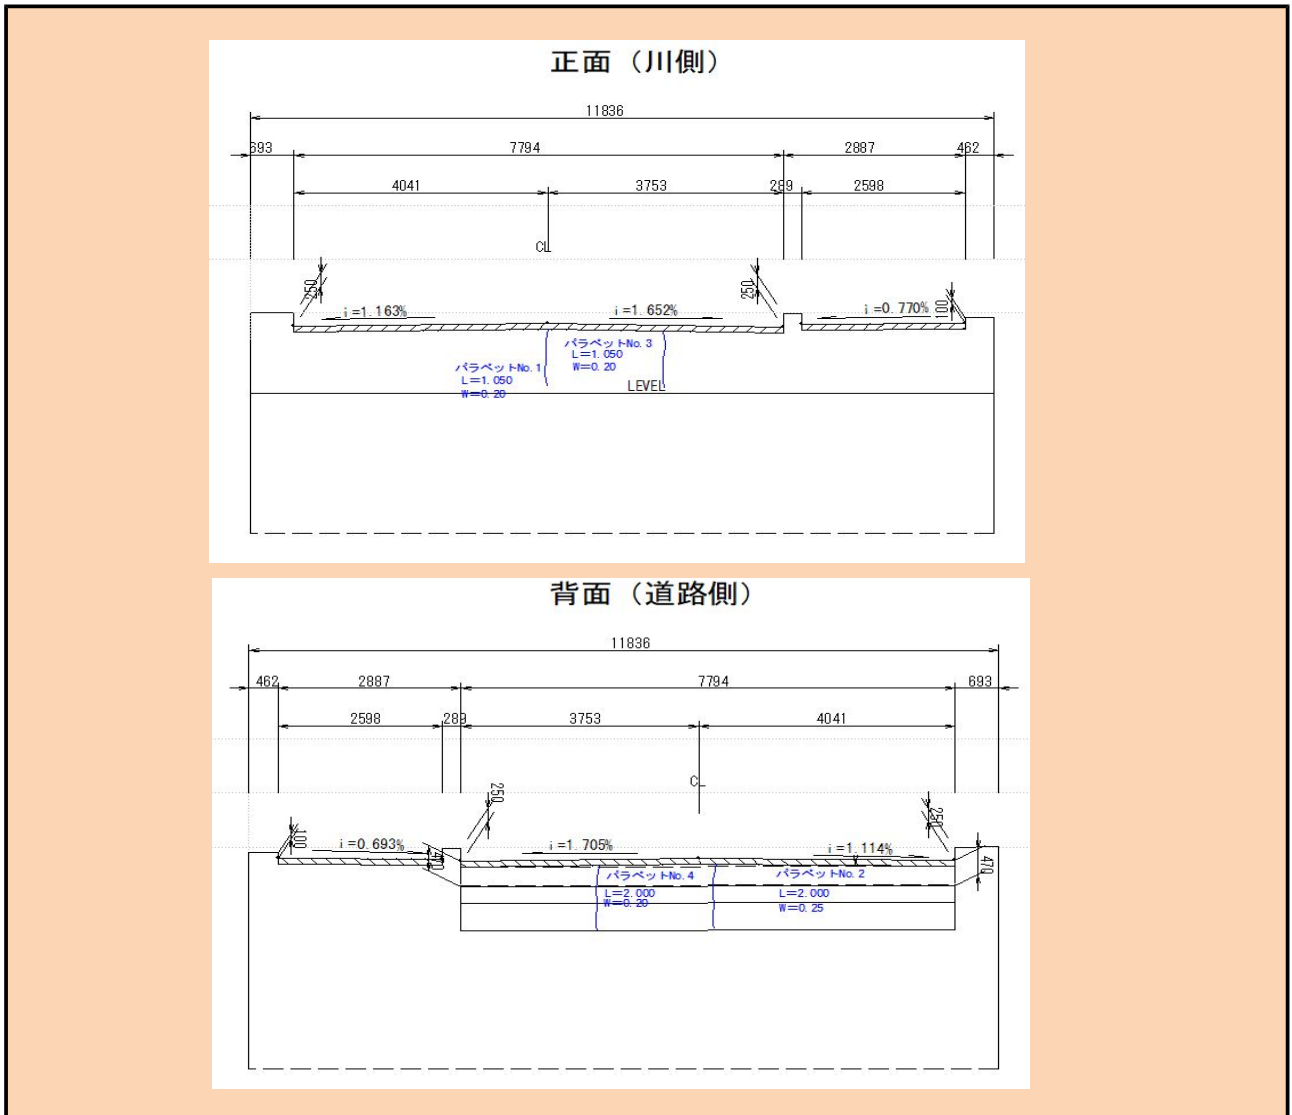 正面（川側）
11836
693
7794
2887
462
4041
3753
289
2598
CL
250
250
i=1.163%
i=1.652%
i=0.770%
100
パラペットNo.3
L=1.050
W=0.20
パラペットNo.1
L=1.050
W=0.20
LEVEL
背面（道路側）
11836
462
2887
7794
693
2598
289
3753
4041
CL
250
250
100
i=0.693%
i=1.705%
i=1.114%
470
470
パラペットNo.4
L=2.000
W=0.20
パラペットNo.2
L=2.000
W=0.25